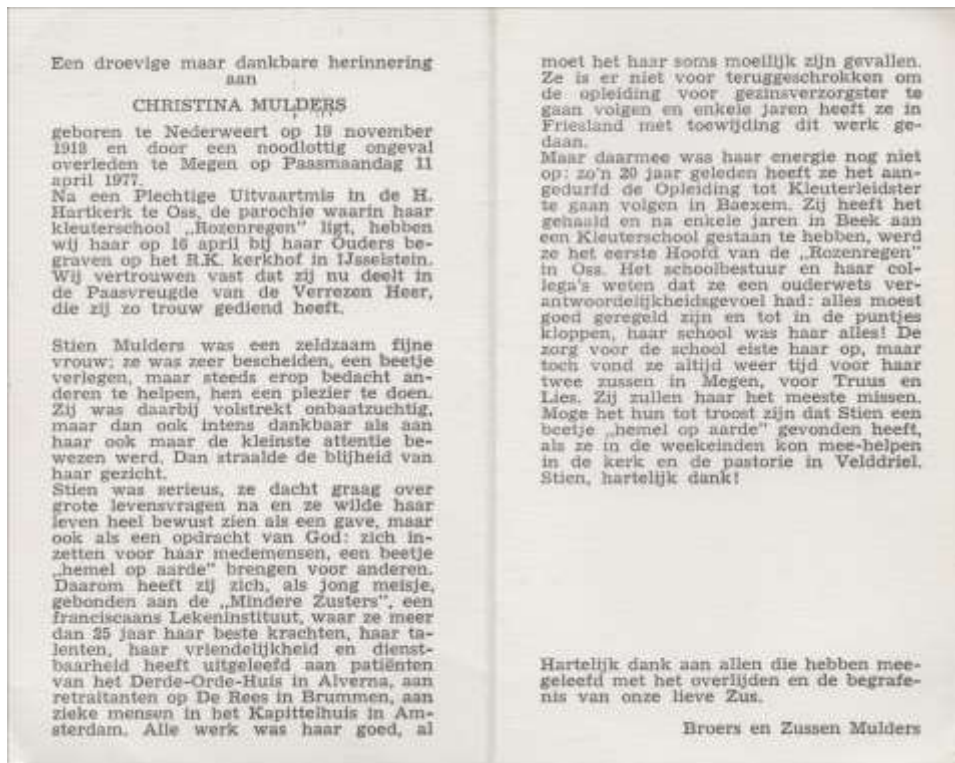 Een droevige maar dankbare herinnering
aan
CHRISTINA MULDERS
geboren te Nederweert op 19 november
1913 en door een noodlottig ongeval
overleden te Megen op Paasmaandag 11
april 1977.
Na een Plechtige Uitvaartmis in de H.
Hartkerk te Oss, de parochie waarin haar
kleuterschool „Rozenregen" ligt, hebben
wij haar op 16 april bij haar Ouders be-
graven op het R.K. kerkhof in IJsselstein.
Wij vertrouwen vast dat zij nu deelt in
de Paasvreugde van de Verrezen Heer,
die zij zo trouw gediend heeft.
Stien Mulders was een zeldzaam fijne
vrouw; ze was zeer bescheiden, een beetje
verlegen, maar steeds erop bedacht an-
deren te helpen, hen een plezier te doen.
Zij was daarbij volstrekt onbaatzuchtig,
maar dan ook intens dankbaar als aan
haar ook maar de kleinste attentie be-
wezen werd. Dan straalde de blijheid van
haar gezicht.
Stien was serieus, ze dacht graag over
grote levensvragen na en ze wilde haar
leven heel bewust zien als een gave, maar
ook als een opdracht van God: zich in-
zetten voor haar medemensen, een beetje
„hemel op aarde" brengen voor anderen.
Daarom heeft zij zich, als jong meisje,
gebonden aan de „Mindere Zusters", een
franciscaans Lekeninstituut, waar ze meer
dan 25 jaar haar beste krachten, haar ta-
lenten, haar vriendelijkheid en dienst-
baarheid heeft uitgeleefd aan patiënten
van het Derde-Orde-Huis in Alverna, aan
retraitanten op De Rees in Brummen, aan
zieke mensen in het Kapittelhuis in Am-
sterdam. Alle werk was haar goed, al
moet het haar soms moeilijk zijn gevallen.
Ze is er niet voor teruggeschrokken om
de opleiding voor gezinsverzorgster te
gaan volgen en enkele jaren heeft ze in
Friesland met toewijding dit werk ge-
daan.
Maar daarmee was haar energie nog niet
op: zo'n 20 jaar geleden heeft ze het aan-
gedurfd de Opleiding tot Kleuterleidster
te gaan volgen in Baexem. Zij heeft het
gehaald en na enkele jaren in Beek aan
een Kleuterschool gestaan te hebben, werd
ze het eerste Hoofd van de „Rozenregen"
in Oss. Het schoolbestuur en haar col-
lega's weten dat ze een ouderwets ver-
antwoordelijkheidsgevoel had: alles moest
goed geregeld zijn en tot in de puntjes
kloppen, haar school was haar alles! De
zorg voor de school eiste haar op, maar
toch vond ze altijd weer tijd voor haar
twee zussen in Megen, voor Truus en
Lies. Zij zullen haar het meeste missen.
Moge het hun tot troost zijn dat Stien een
beetje „hemel op aarde" gevonden heeft,
als ze in de weekeinden kon mee-helpen
in de kerk en de pastorie in Velddriel.
Stien, hartelijk dank!
Hartelijk dank aan allen die hebben mee-
geleefd met het overlijden en de begrafe-
nis van onze lieve Zus.
Broers en Zussen Mulders